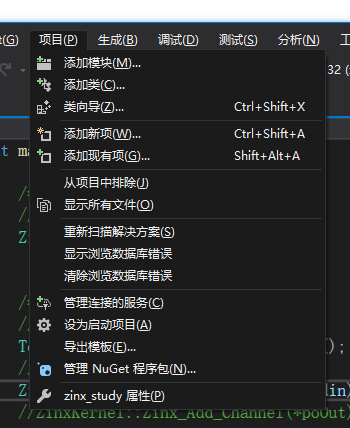 t(G) 项目(P) 生成(B) 调试(D) 测试(S) 分析(N) 工
添加模块(M)...
32 (
添加类(C)...
类向导(Z)... Ctrl+Shift+X
添加新项(W)... Ctrl+Shift+A
t ma
添加现有项(G)... Shift+Alt+A
从项目中排除(J)
显示所有文件(O)
//
重新扫描解决方案(S)
显示浏览数据库错误
清除浏览数据库错误
管理连接的服务(C)
设为启动项目(A)
导出模板(E)... ();
管理 NuGet 程序包(N)...
zinx_study 属性(P) din)
//ZinxKernel::Zinx_Add_Channel(*poOut)